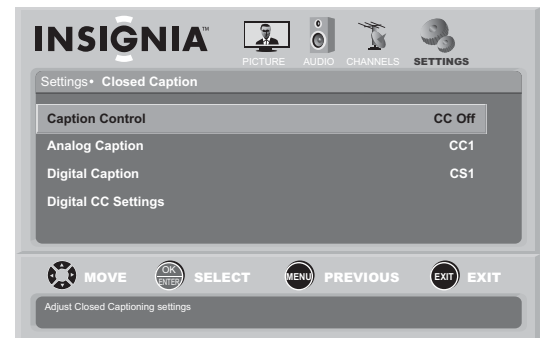 INSIGNIA™
PICTURE AUDIO CHANNELS SETTINGS
Settings• Closed Caption
Caption Control CC Off
Analog Caption CC1
Digital Caption CS1
Digital CC Settings
MOVE OK ENTER SELECT MENU PREVIOUS EXIT EXIT
Adjust Closed Captioning settings